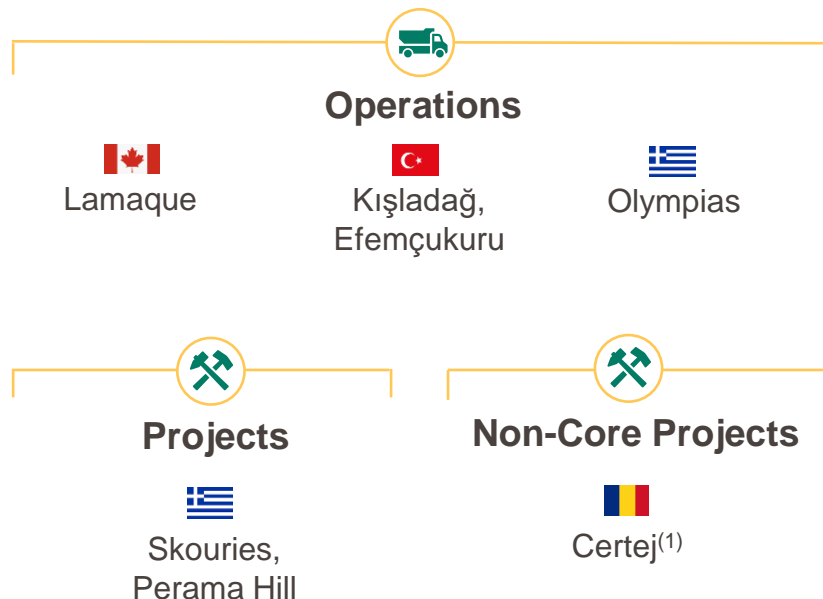 Operations
Lamaque
Kışladağ,
Efemçukuru
Olympias
Projects
Skouries,
Perama Hill
Non-Core Projects
Certej(1)